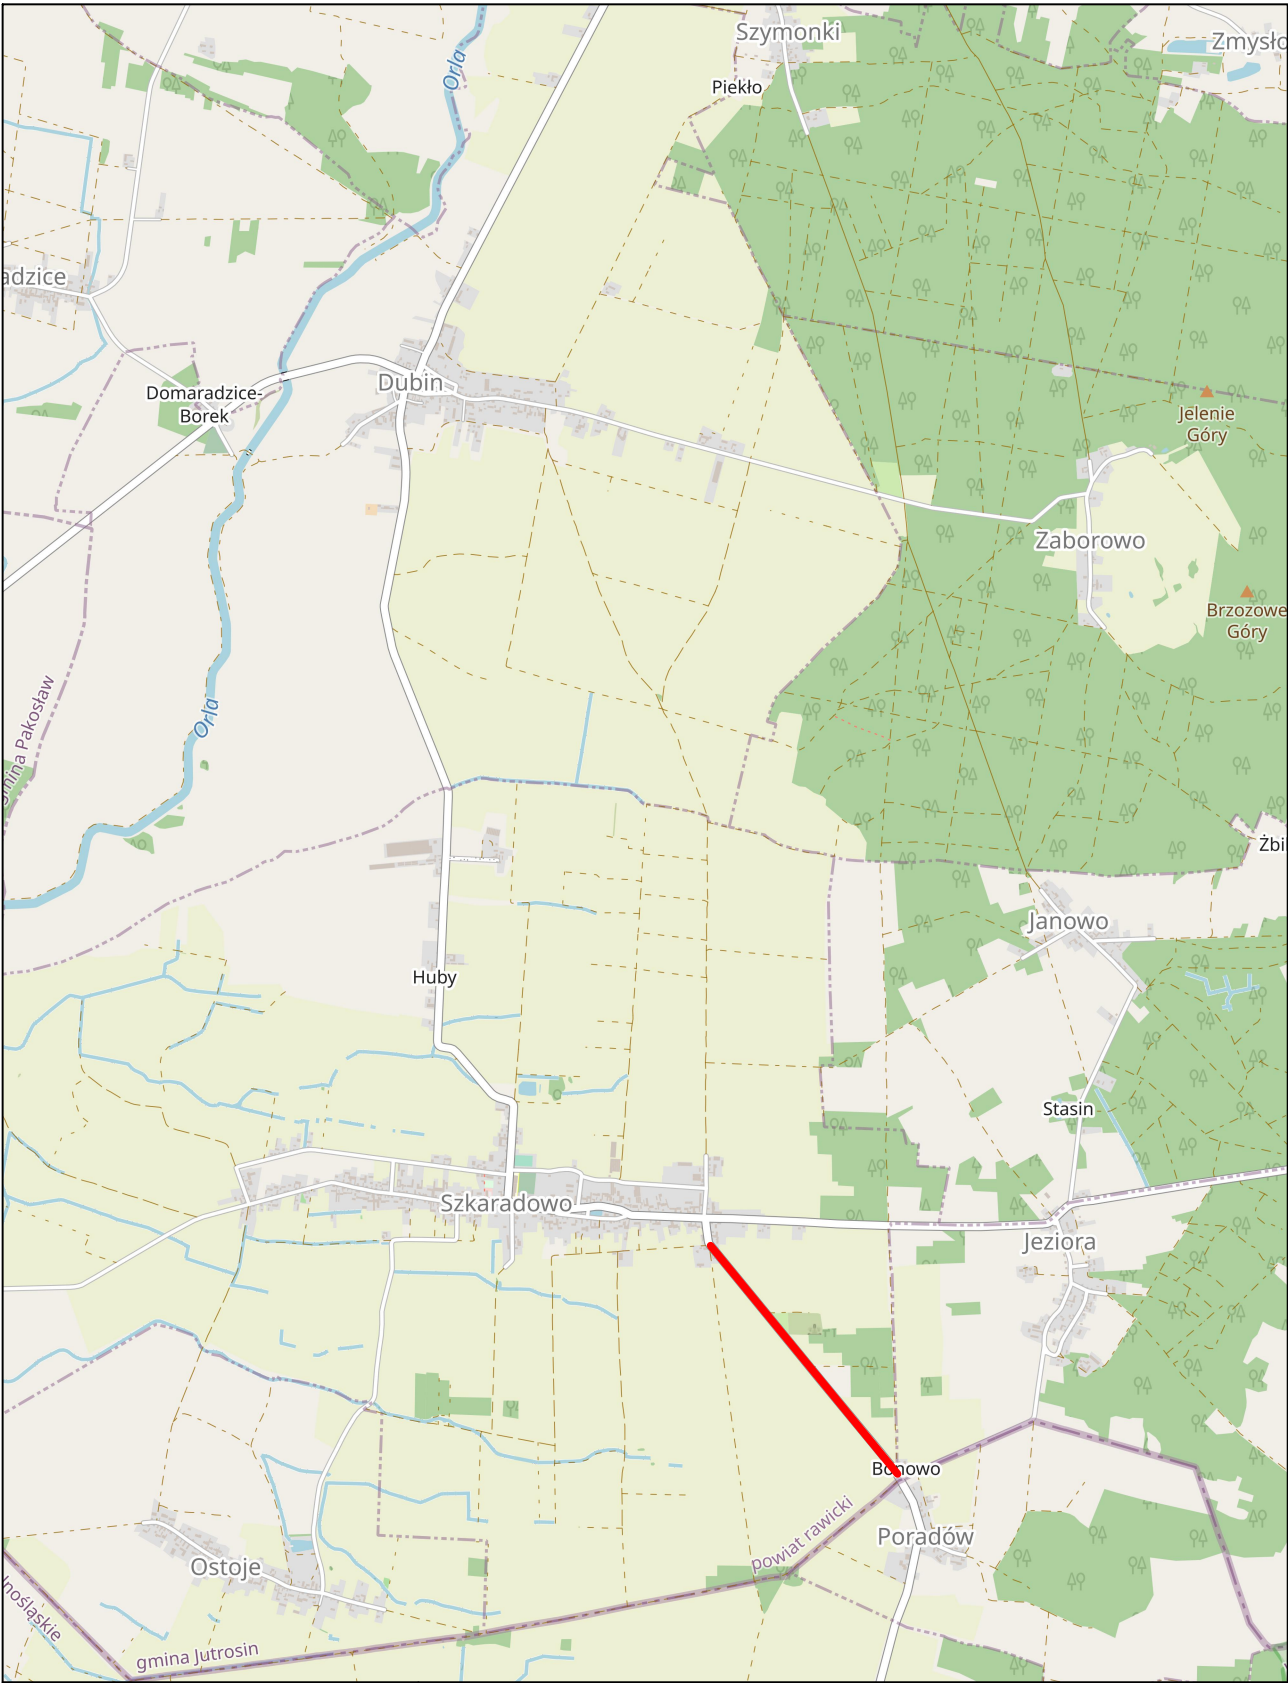 Szymonki
Zmysło
Piekło
Orla
adzice
Dubin
Domaradzice-
Borek
Jelenie
Góry
Zaborowo
Brzozowe
Góry
gmina Pakosław
Orla
Żbi
Janowo
Huby
Stasin
Szkaradowo
Jeziora
Bonowo
powiat rawicki
Poradów
Ostoje
lnośląskie
gmina Jutrosin